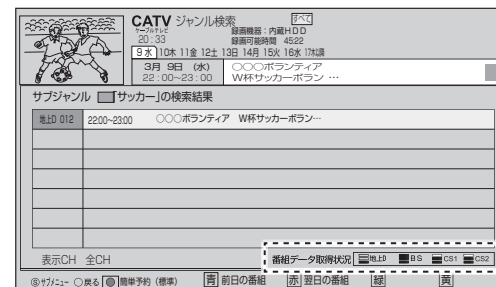 CATV ジャンル検索 すべて
ケーブルテレビ
20:33
録画機器：内蔵HDD
録画可能時間 45:22
9水 10木 11金 12土 13日 14月 15火 16水 17木
3月 9日 (水) 〇〇〇ボランティア
22:00~23:00 W杯サッカーボラン …
サブジャンル 「サッカー」の検索結果
地上D 012 22:00~23:00 〇〇〇ボランティア W杯サッカーボラン…
表示CH 全CH 番組データ取得状況 地上D BS CS1 CS2
Ⓢサブメニュー 戻る 簡単予約（標準） 青 前日の番組 赤 翌日の番組 緑 黄